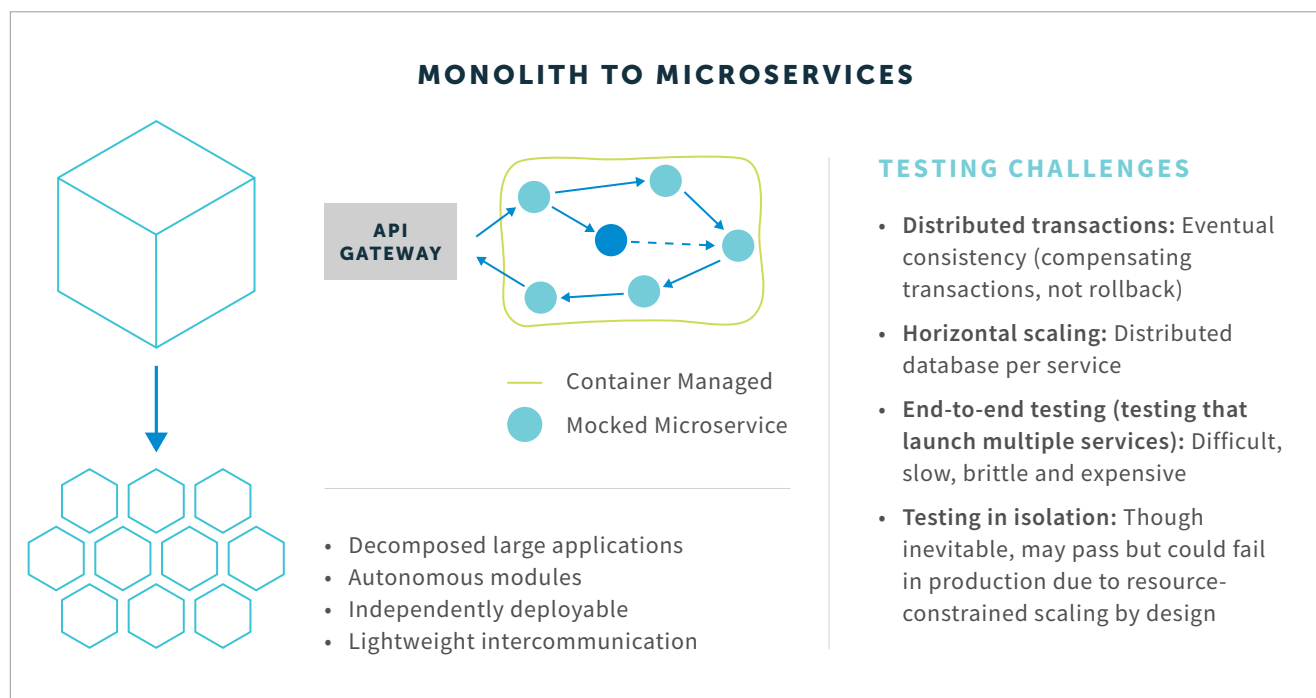 MONOLITH TO MICROSERVICES
API
GATEWAY
Container Managed
Mocked Microservice
• Decomposed large applications
• Autonomous modules
• Independently deployable
• Lightweight intercommunication
TESTING CHALLENGES
• Distributed transactions: Eventual
consistency (compensating
transactions, not rollback)
• Horizontal scaling: Distributed
database per service
• End-to-end testing (testing that
launch multiple services): Difficult,
slow, brittle and expensive
• Testing in isolation: Though
inevitable, may pass but could fail
in production due to resource-
constrained scaling by design